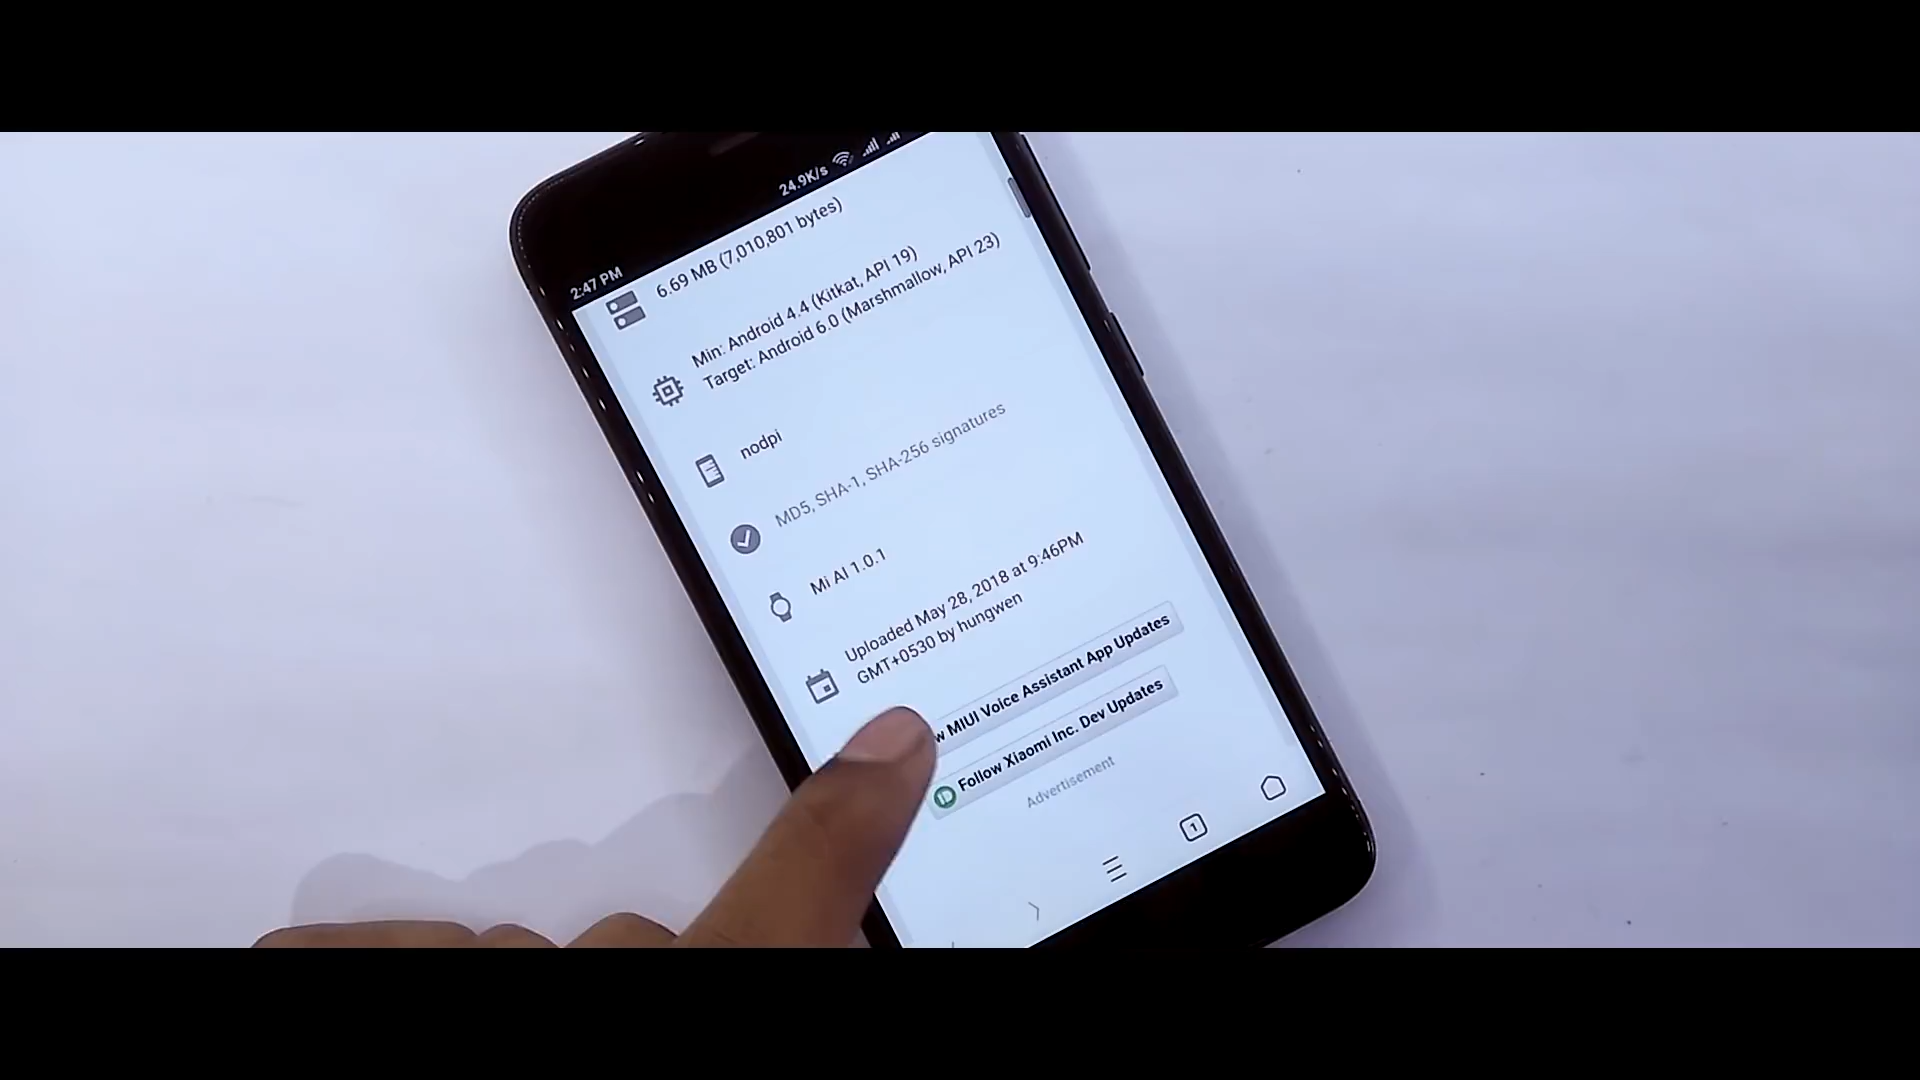 2:47 PM
24.9K/s
6.69 MB (7,010,801 bytes)
Min: Android 4.4 (Kitkat, API 19)
Target: Android 6.0 (Marshmallow, API 23)
nodpi
MD5, SHA-1, SHA-256 signatures
Mi AI 1.0.1
Uploaded May 28, 2018 at 9:46PM
GMT+0530 by hungwen
MIUI Voice Assistant App Updates
Follow Xiaomi Inc. Dev Updates
Advertisement
1